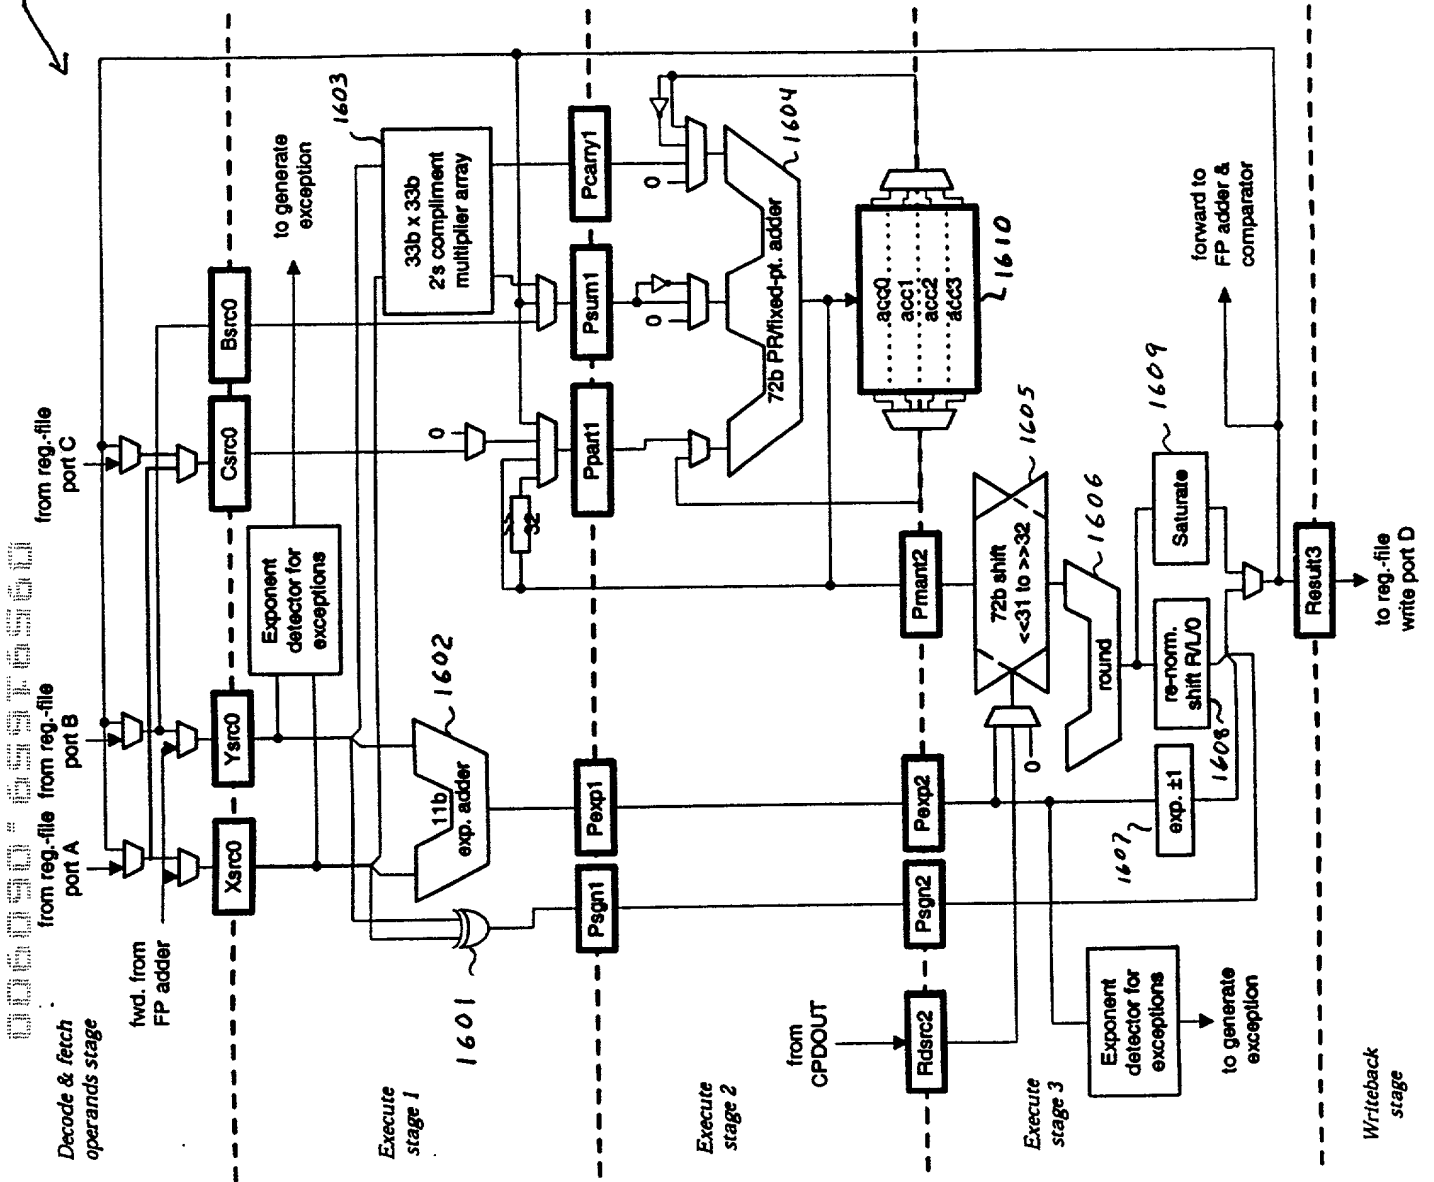 Decode & fetch
operands stage
from reg.-file
port A
from reg.-file
port B
from reg.-file
port C
fwd. from
FP adder
Xsrc0
Ysrc0
Csrc0
Bsrc0
Execute
stage 1
Exponent
detector for
exceptions
to generate
exception
1601
11b
exp. adder
1602
33b x 33b
2's compliment
multiplier array
1603
0
32
Psgn1
Pexp1
Ppart1
Psum1
Pcarry1
Execute
stage 2
0
0
72b PR/fixed-pt. adder
1604
acc0
acc1
acc2
acc3
1610
from
CPDOUT
Rdsrc2
Psgn2
Pexp2
Pmant2
Execute
stage 3
0
72b shift
<<31 to >>32
1605
round
1606
Exponent
detector for
exceptions
to generate
exception
exp. ±1
1607
re-norm.
shift R/L/0
1608
Saturate
1609
forward to
FP adder &
comparator
Result3
Writeback
stage
to reg.-file
write port D